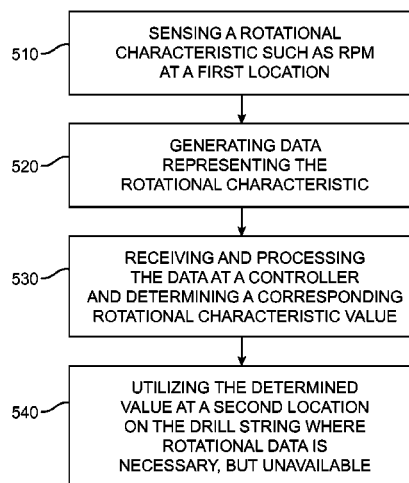 510
SENSING A ROTATIONAL
CHARACTERISTIC SUCH AS RPM
AT A FIRST LOCATION
520
GENERATING DATA
REPRESENTING THE
ROTATIONAL CHARACTERISTIC.
530
RECEIVING AND PROCESSING
THE DATA AT A CONTROLLER
AND DETERMINING A CORRESPONDING
ROTATIONAL CHARACTERISTIC VALUE.
540
UTILIZING THE DETERMINED
VALUE AT A SECOND LOCATION
ON THE DRILL STRING WHERE
ROTATIONAL DATA IS
NECESSARY, BUT UNAVAILABLE